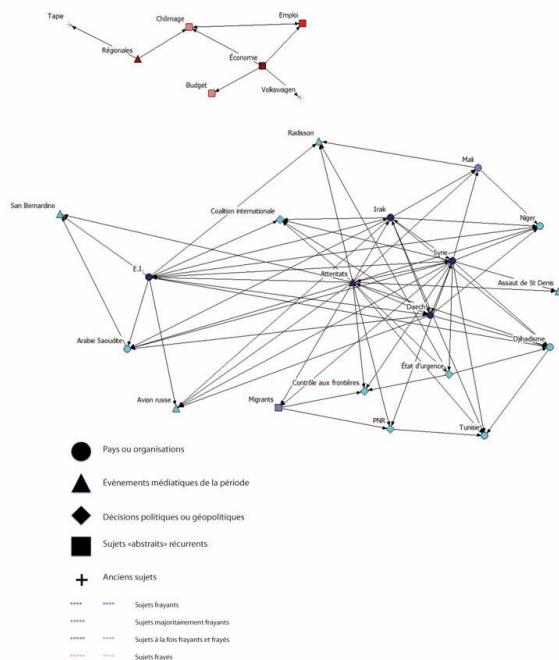 Tapie
Chômage
Emploi
Régionales
Économie
Budget
Volkswagen
Radisson
Mali
San Bernardino
Coalition internationale
Irak
Niger
E.I.
Attentats
Syrie
Assaut de St Denis
Daech
Arabie Saoudite
Djihadisme
État d'urgence
Contrôle aux frontières
Avion russe
Migrants
PNR
Tunisie
Pays ou organisations
Évènements médiatiques de la période
Décisions politiques ou géopolitiques
Sujets «abstraits» récurrents
Anciens sujets
Sujets frayants
Sujets majoritairement frayants
Sujets à la fois frayants et frayés
Sujets frayés